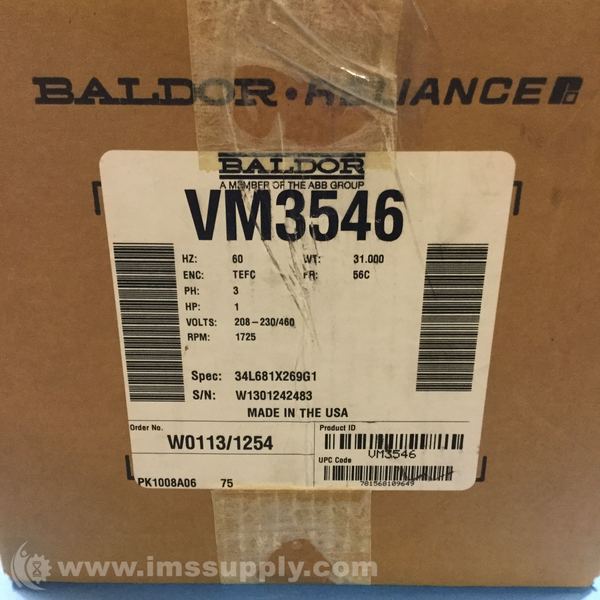 BALDOR • RELIANCE
BALDOR
A MEMBER OF THE ABB GROUP
VM3546
HZ: 60 WT: 31.000
ENC: TEFC FR: 56C
PH: 3
HP: 1
VOLTS: 208-230/460
RPM: 1725
Spec: 34L681X269G1
S/N: W1301242483
MADE IN THE USA
Order No. Product ID
W0113/1254
VM3546
UPC Code
PK1008A06 75
781568109649
www.imssupply.com